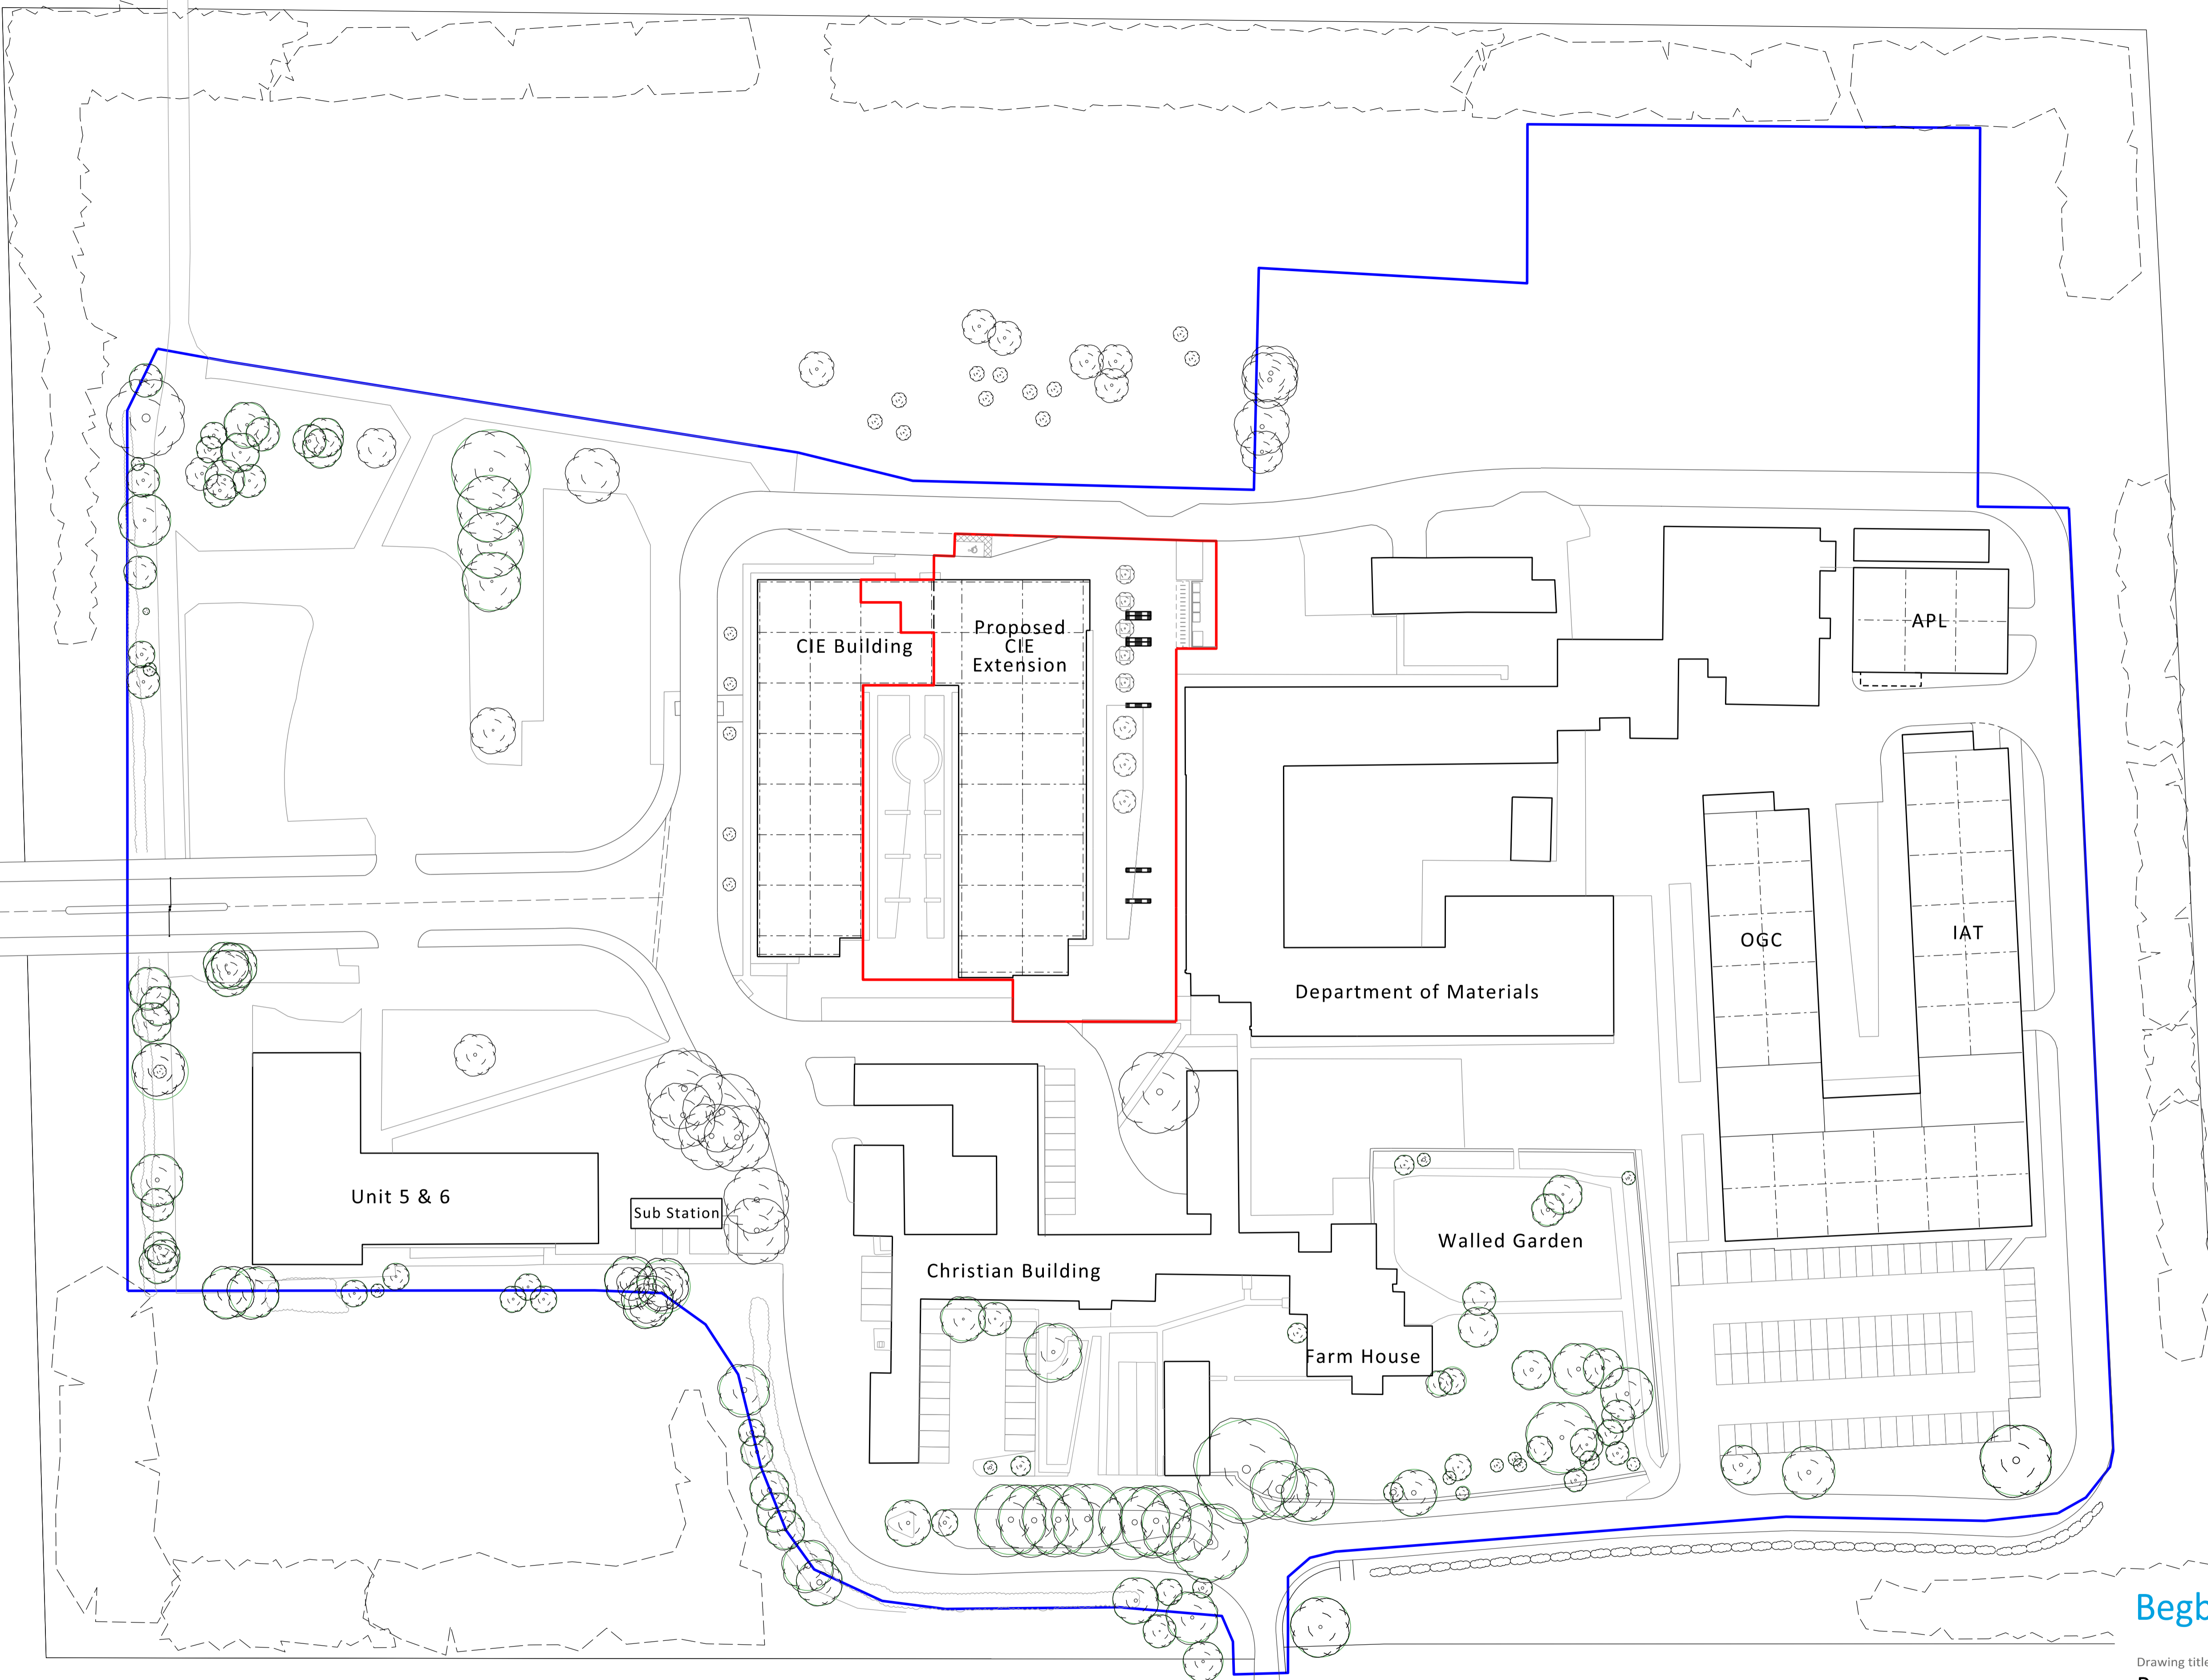 Proposed
CIE
Extension
CIE Building
APL
OGC
IAT
Department of Materials
Unit 5 & 6
Sub Station
Walled Garden
Christian Building
Farm House
Begb
Drawing title